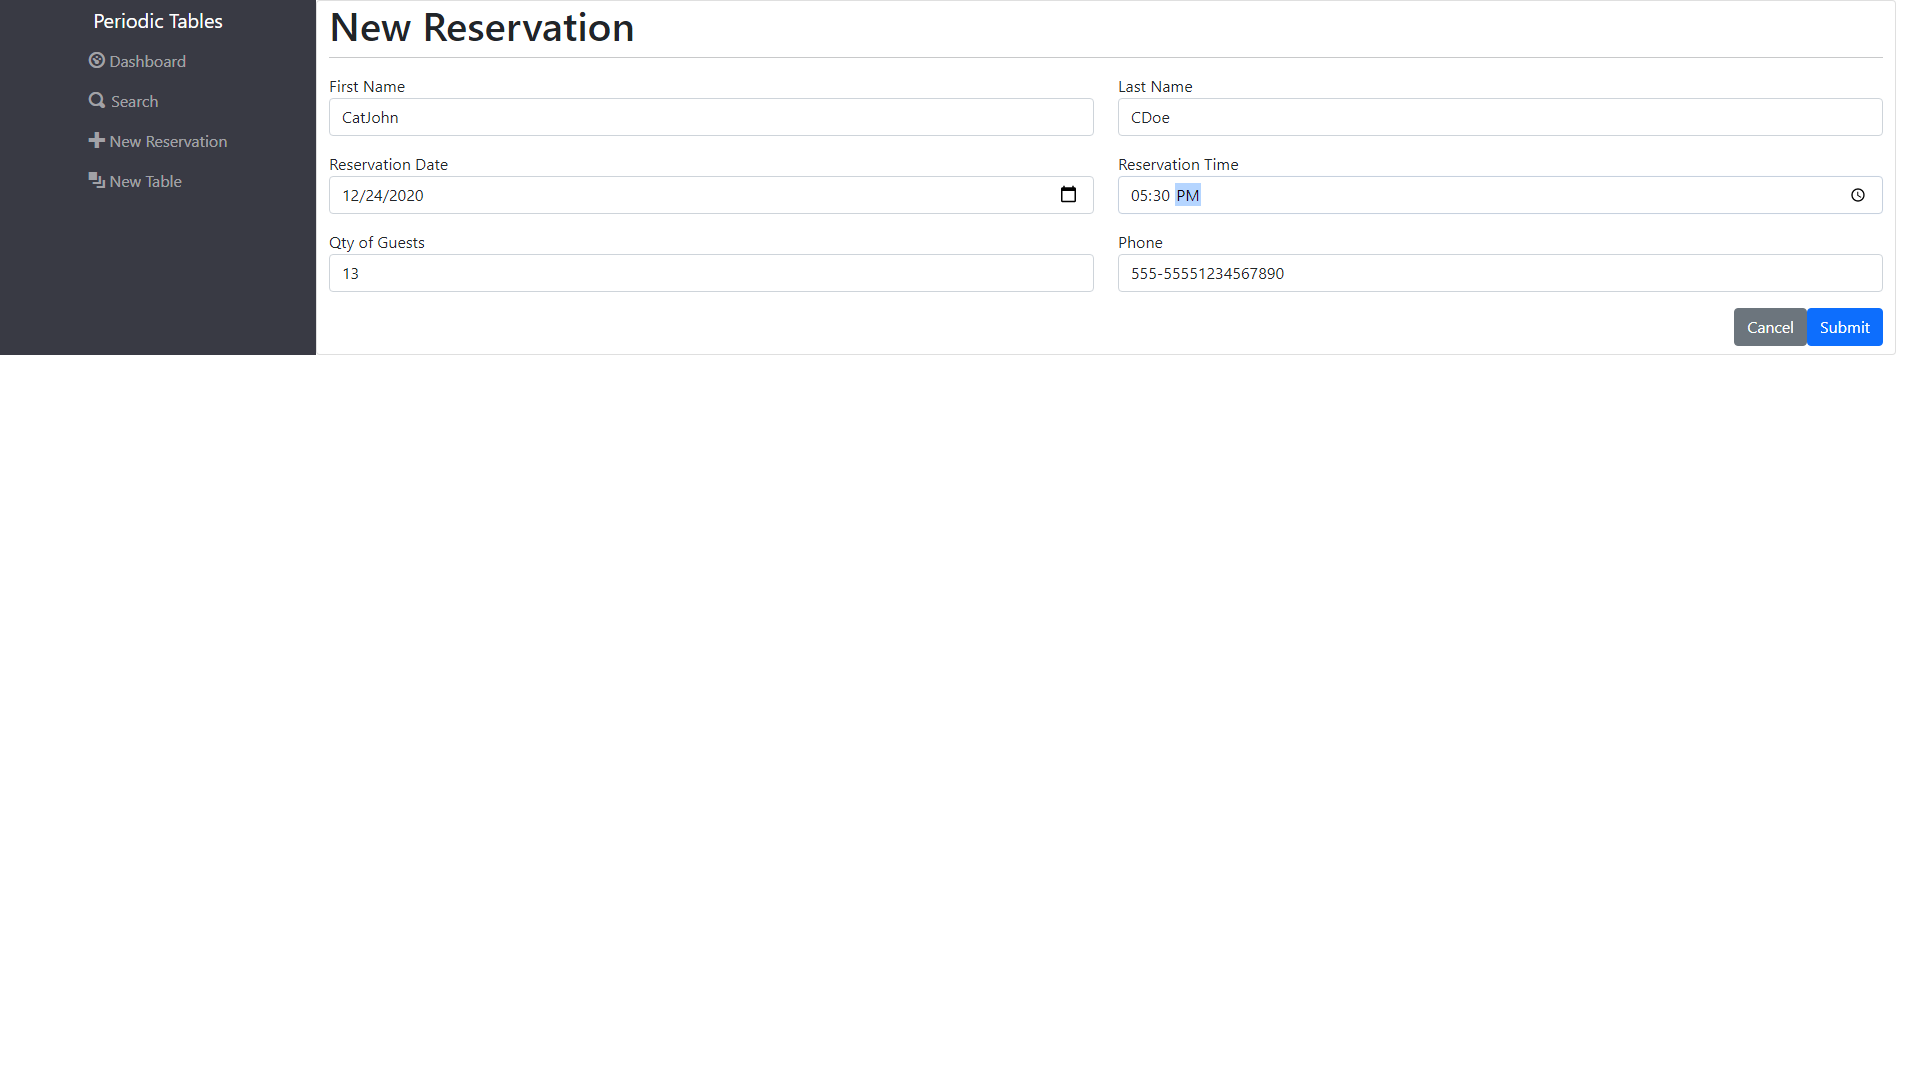 Periodic Tables
Dashboard
Search
New Reservation
New Table
New Reservation
First Name
CatJohn
Last Name
CDoe
Reservation Date
12/24/2020
Reservation Time
05:30 PM
Qty of Guests
13
Phone
555-55551234567890
Cancel
Submit